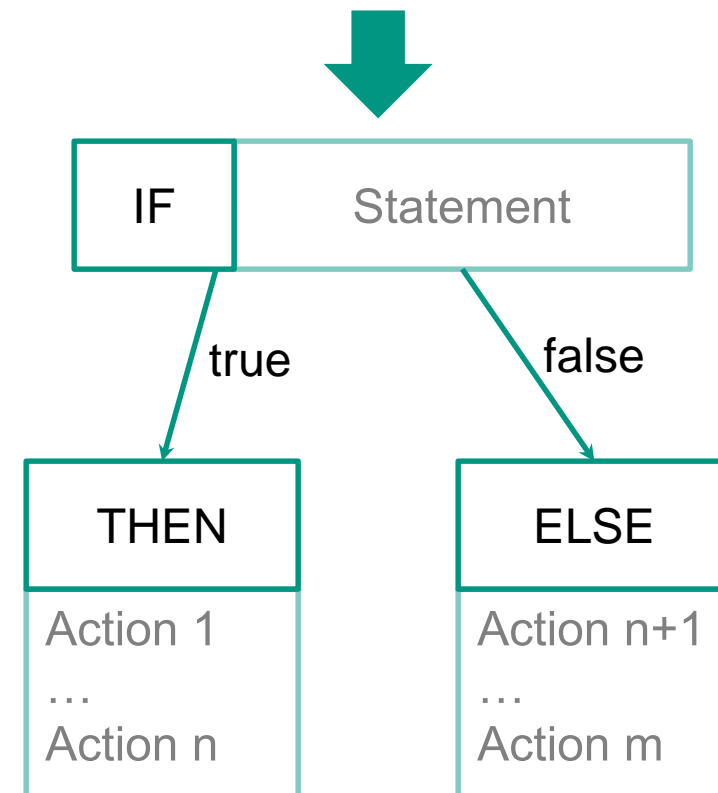 IF Statement
true false
THEN ELSE
Action 1
…
Action n
Action n+1
…
Action m